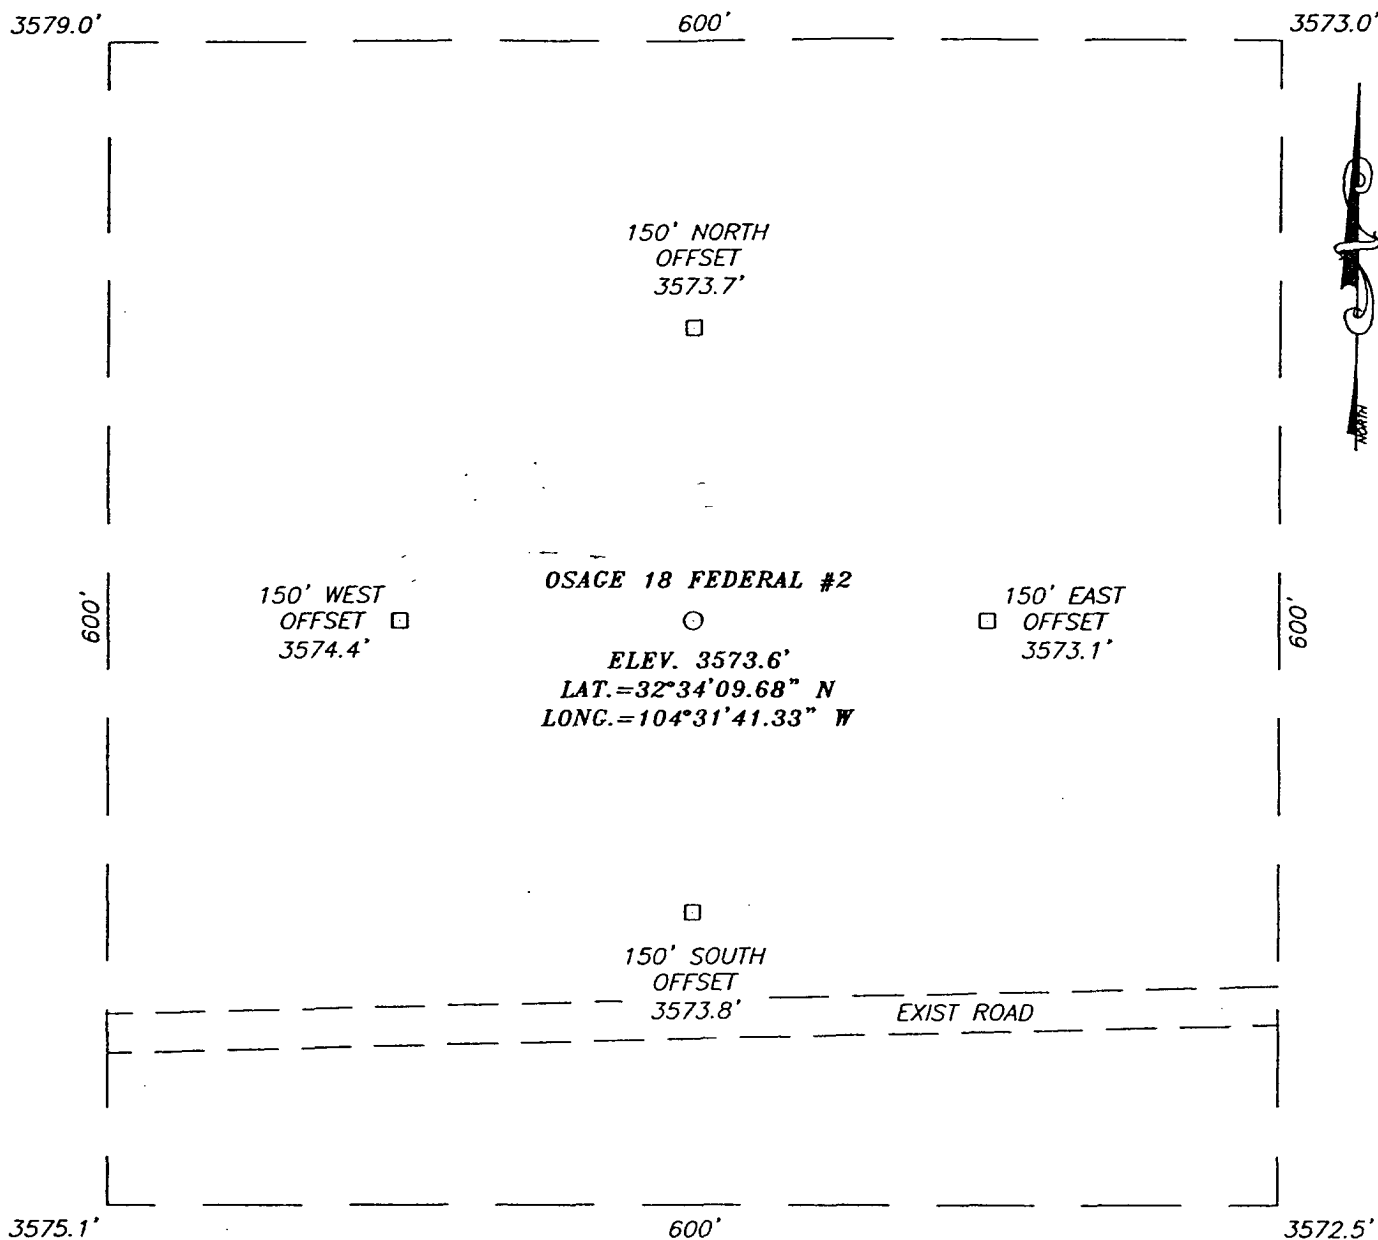 3579.0'
600'
3573.0'
NORTH
150' NORTH
OFFSET
3573.7'
OSAGE 18 FEDERAL #2
150' WEST
OFFSET
3574.4'
150' EAST
OFFSET
3573.1'
600'
600'
ELEV. 3573.6'
LAT.=32°34'09.68" N
LONG.=104°31'41.33" W
150' SOUTH
OFFSET
3573.8'
EXIST ROAD
3575.1'
600'
3572.5'